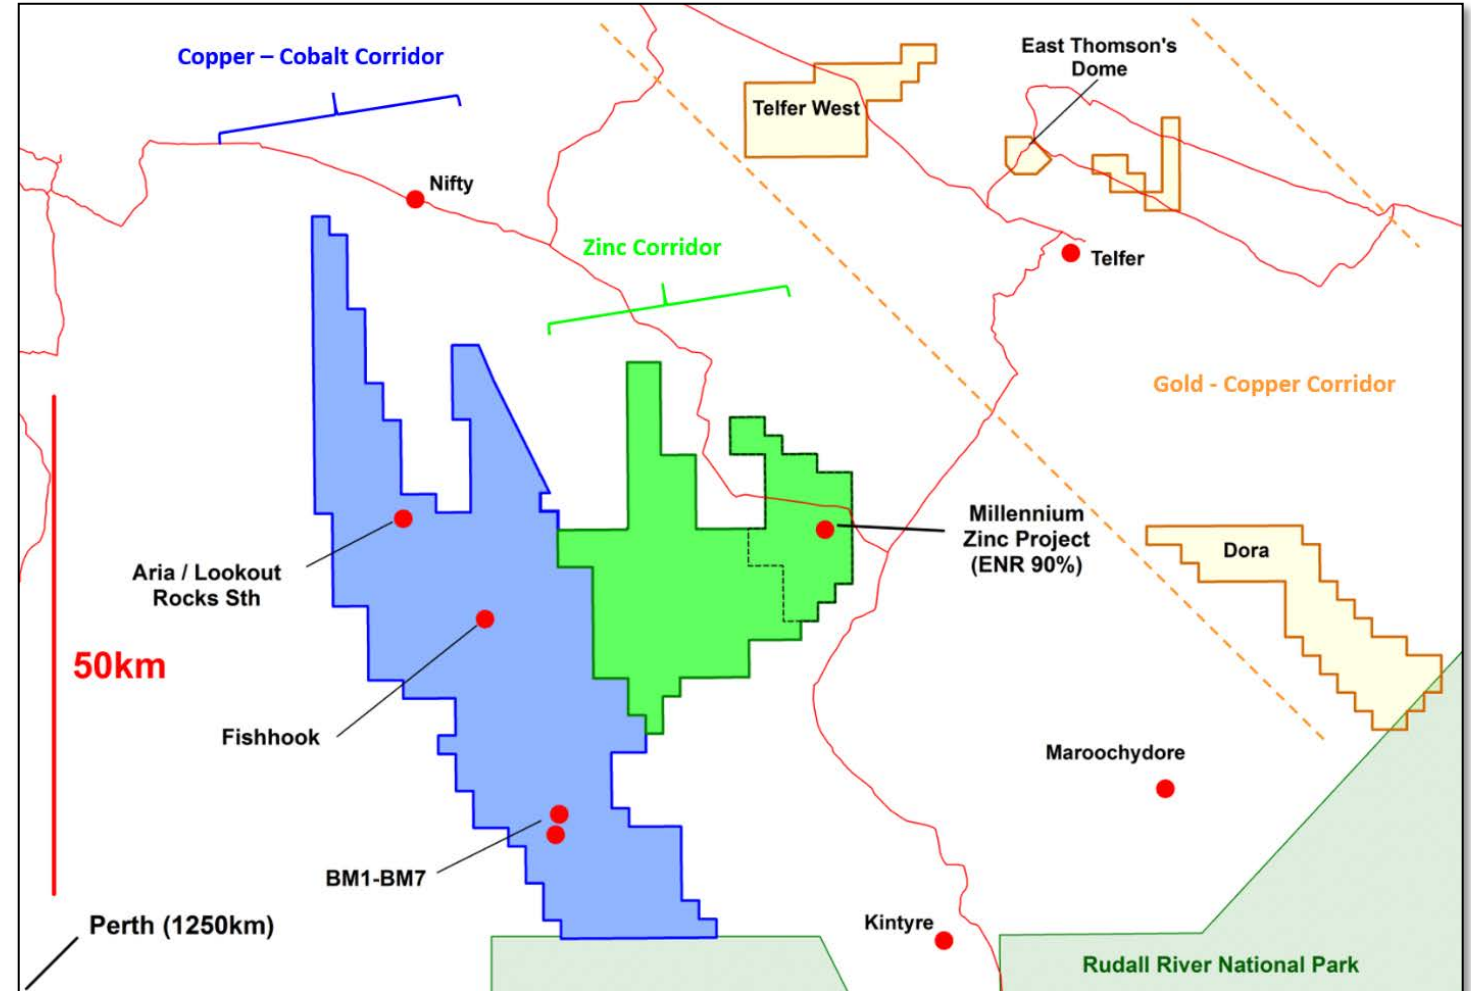 Copper – Cobalt Corridor
East Thomson's
Dome
Telfer West
Nifty
Zinc Corridor
Telfer
Gold - Copper Corridor
Millennium
Zinc Project
(ENR 90%)
Dora
Aria / Lookout
Rocks Sth
50km
Fishhook
Maroochydore
BM1-BM7
Perth (1250km)
Kintyre
Rudall River National Park